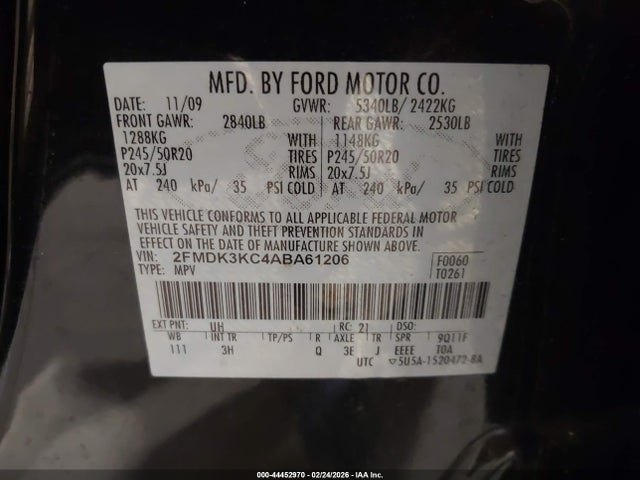 MFD. BY FORD MOTOR CO.
DATE: 11/09 GVWR: 5340LB/ 2422KG
FRONT GAWR: 2840LB REAR GAWR: 2530LB
1288KG WITH 1148KG WITH
P245/50R20 TIRES P245/50R20 TIRES
20x7.5J RIMS 20x7.5J RIMS
AT 240 kPa/ 35 PSI COLD AT 240 kPa/ 35 PSI COLD
THIS VEHICLE CONFORMS TO ALL APPLICABLE FEDERAL MOTOR
VEHICLE SAFETY AND THEFT PREVENTION STANDARDS IN
EFFECT ON THE DATE OF MANUFACTURE SHOWN ABOVE.
VIN: 2FMDK3KC4ABA61206 F0060
TYPE: MPV T0261
EXT PNT: UH RC: 21 DSO:
WB INT TR TP/PS R AXLE TR SPR 9Q11F
111 3H Q 3E J EEEE T0A
UTC 5U5A-1520472-8A
000-44452970 - 02/24/2026 - IAA Inc.